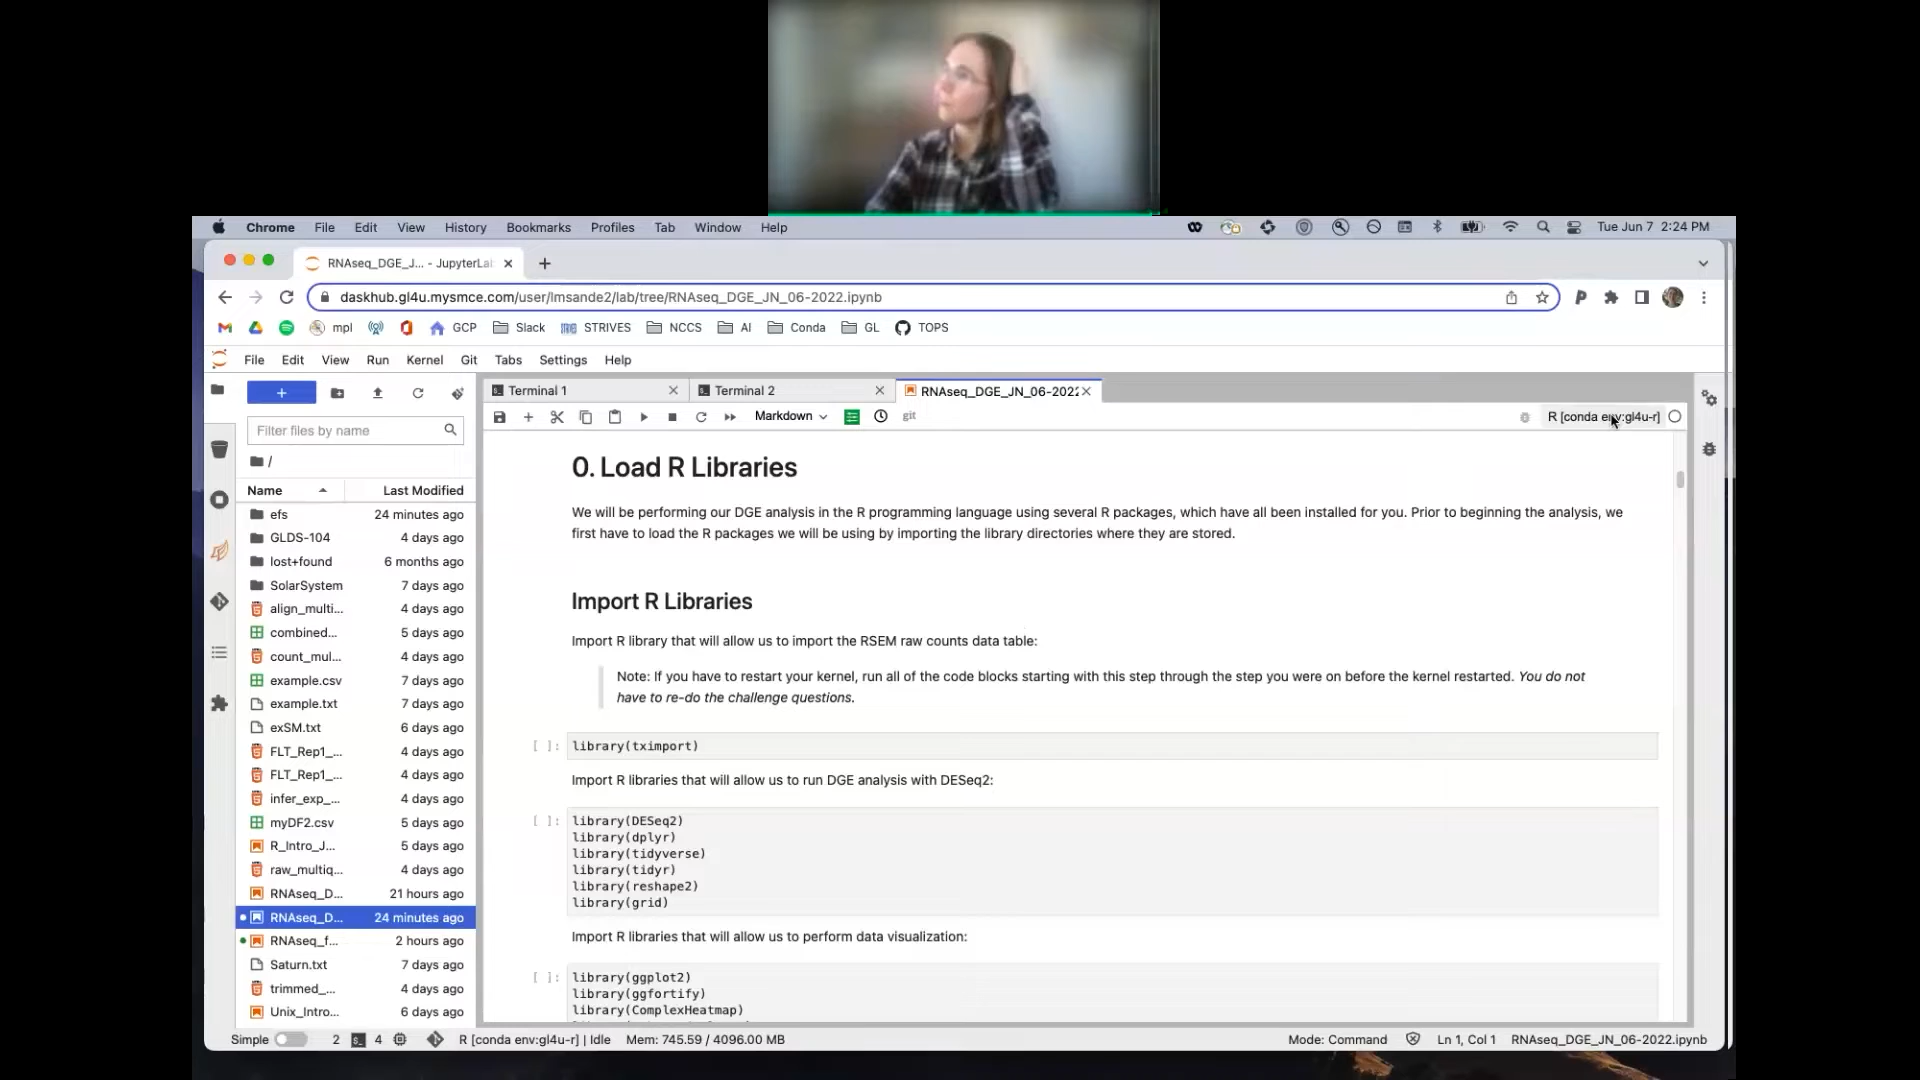 Chrome File Edit View History Bookmarks Profiles Tab Window Help Tue Jun 7 2:24 PM
RNAseq_DGE_J... - JupyterLa
daskhub.gl4u.mysmce.com/user/lmsande2/lab/tree/RNAseq_DGE_JN_06-2022.ipynb
mpl GCP Slack STRIVES NCCS AI Conda GL TOPS
File Edit View Run Kernel Git Tabs Settings Help
Terminal 1 Terminal 2 RNAseq_DGE_JN_06-2022
Markdown git R [conda env:gl4u-r]
Filter files by name
/
Name Last Modified
efs 24 minutes ago
GLDS-104 4 days ago
lost+found 6 months ago
SolarSystem 7 days ago
align_multi... 4 days ago
combined... 5 days ago
count_mul... 4 days ago
example.csv 7 days ago
example.txt 7 days ago
exSM.txt 6 days ago
FLT_Rep1_... 4 days ago
FLT_Rep1_... 4 days ago
infer_exp_... 4 days ago
myDF2.csv 5 days ago
R_Intro_J... 5 days ago
raw_multiq... 4 days ago
RNAseq_D... 21 hours ago
RNAseq_D... 24 minutes ago
RNAseq_f... 2 hours ago
Saturn.txt 7 days ago
trimmed_... 4 days ago
Unix_Intro... 6 days ago
0. Load R Libraries
We will be performing our DGE analysis in the R programming language using several R packages, which have all been installed for you. Prior to beginning the analysis, we
first have to load the R packages we will be using by importing the library directories where they are stored.
Import R Libraries
Import R library that will allow us to import the RSEM raw counts data table:
Note: If you have to restart your kernel, run all of the code blocks starting with this step through the step you were on before the kernel restarted. You do not
have to re-do the challenge questions.
[ ]: library(tximport)
Import R libraries that will allow us to run DGE analysis with DESeq2:
[ ]: library(DESeq2)
library(dplyr)
library(tidyverse)
library(tidyr)
library(reshape2)
library(grid)
Import R libraries that will allow us to perform data visualization:
[ ]: library(ggplot2)
library(ggfortify)
library(ComplexHeatmap)
Simple 2 4 R [conda env:gl4u-r] | Idle Mem: 745.59 / 4096.00 MB Mode: Command Ln 1, Col 1 RNAseq_DGE_JN_06-2022.ipynb